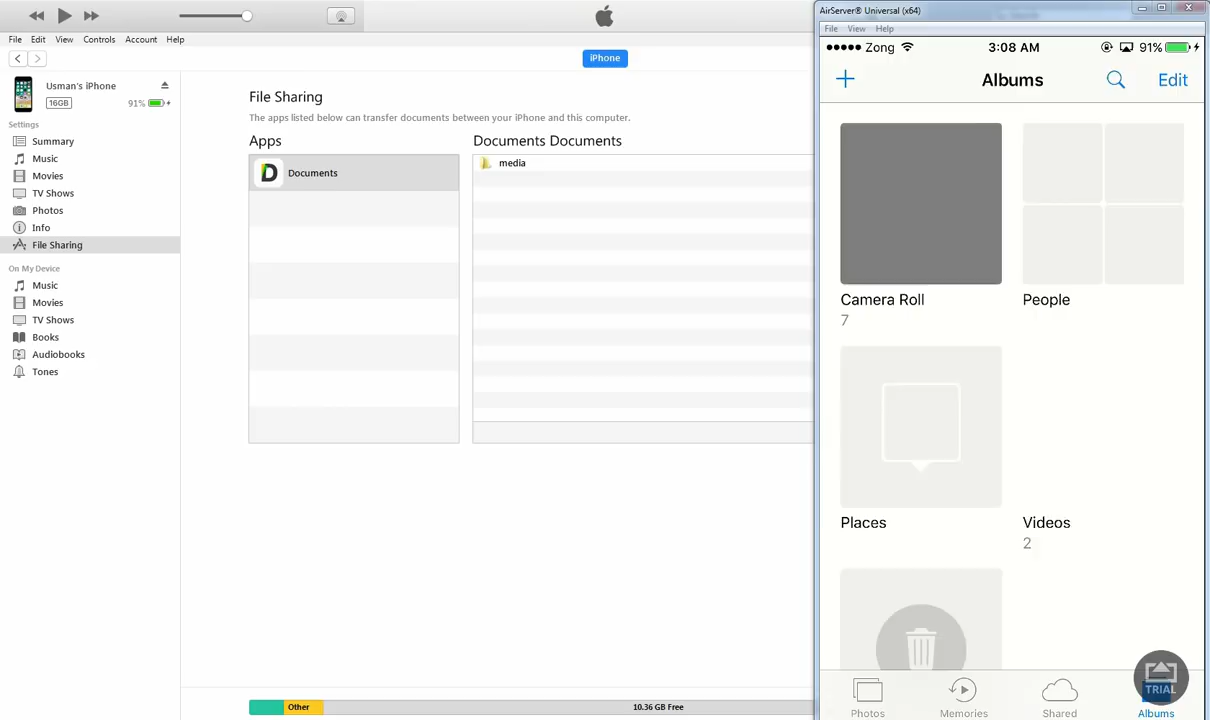 File Edit View Controls Account Help
iPhone
Usman's iPhone
16GB
91%
Settings
Summary
Music
Movies
TV Shows
Photos
Info
File Sharing
On My Device
Music
Movies
TV Shows
Books
Audiobooks
Tones
File Sharing
The apps listed below can transfer documents between your iPhone and this computer.
Apps
Documents
Documents Documents
media
Other
10.36 GB Free
AirServer® Universal (x64)
File View Help
Zong 3:08 AM 91%
Albums Edit
Camera Roll
7
People
Places
Videos
2
TRIAL
Photos Memories Shared Albums